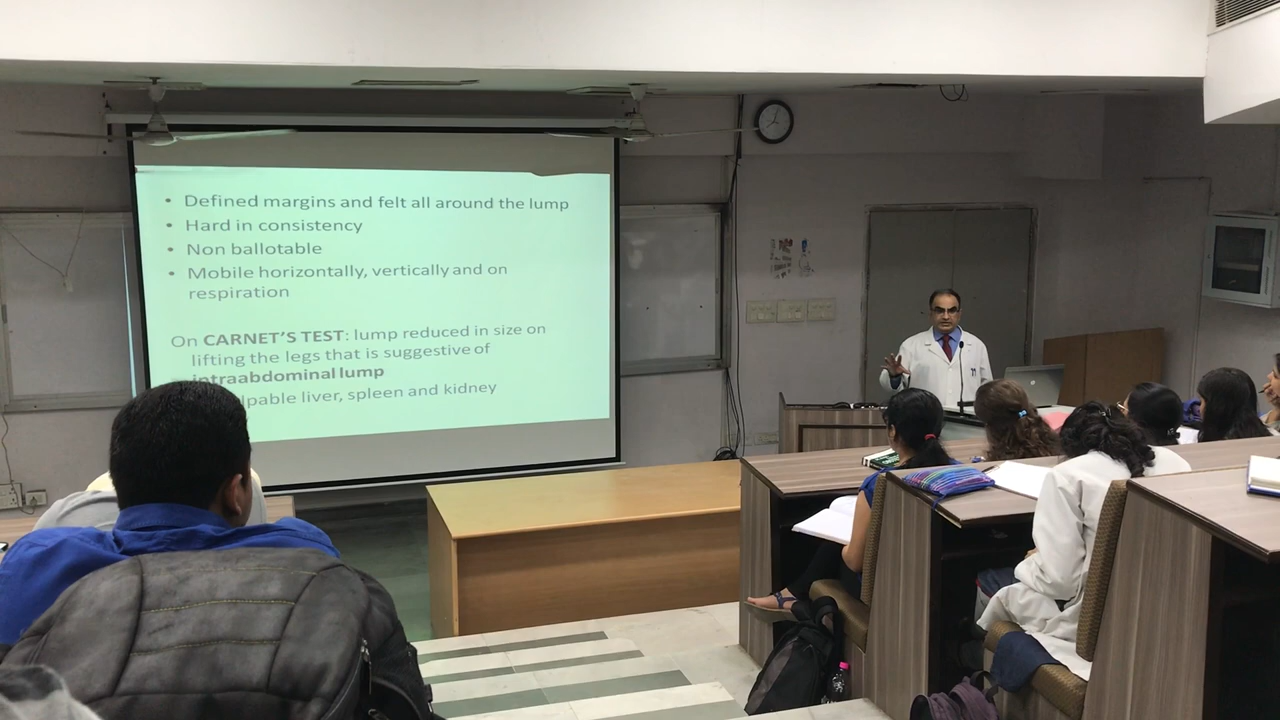 • Defined margins and felt all around the lump
• Hard in consistency
• Non ballotable
• Mobile horizontally, vertically and on
respiration
On CARNET'S TEST: lump reduced in size on
lifting the legs that is suggestive of
intraabdominal lump
liver, spleen and kidney